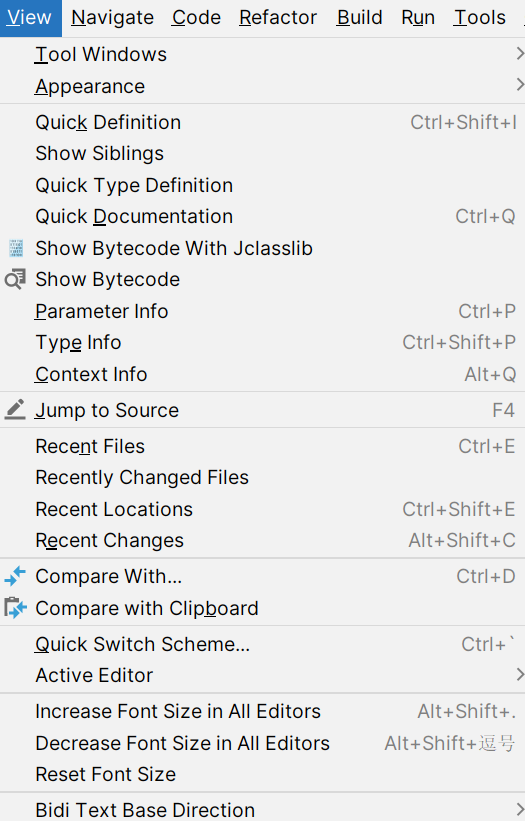 View Navigate Code Refactor Build Run Tools
Tool Windows
Appearance
Quick Definition Ctrl+Shift+I
Show Siblings
Quick Type Definition
Quick Documentation Ctrl+Q
Show Bytecode With Jclasslib
Show Bytecode
Parameter Info Ctrl+P
Type Info Ctrl+Shift+P
Context Info Alt+Q
Jump to Source F4
Recent Files Ctrl+E
Recently Changed Files
Recent Locations Ctrl+Shift+E
Recent Changes Alt+Shift+C
Compare With... Ctrl+D
Compare with Clipboard
Quick Switch Scheme... Ctrl+`
Active Editor
Increase Font Size in All Editors Alt+Shift+.
Decrease Font Size in All Editors Alt+Shift+逗号
Reset Font Size
Bidi Text Base Direction